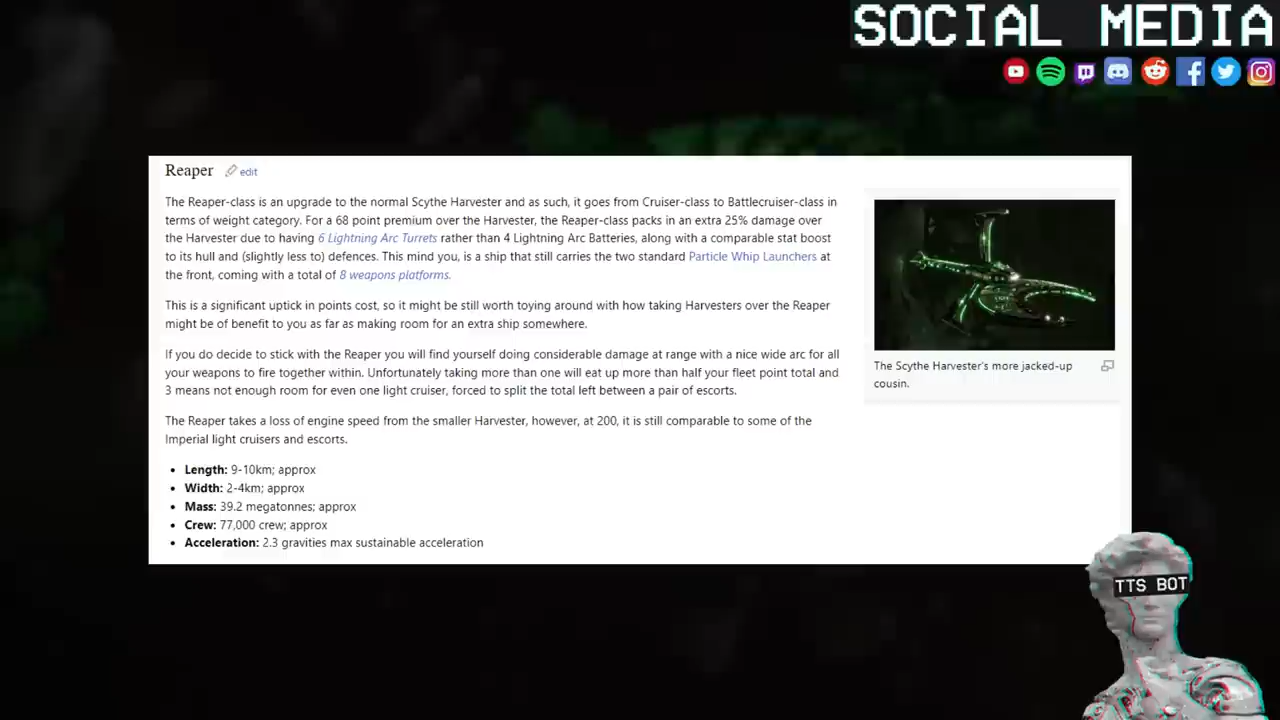 SOCIAL MEDIA
Reaper edit
The Reaper-class is an upgrade to the normal Scythe Harvester and as such, it goes from Cruiser-class to Battlecruiser-class in
terms of weight category. For a 68 point premium over the Harvester, the Reaper-class packs in an extra 25% damage over
the Harvester due to having 6 Lightning Arc Turrets rather than 4 Lightning Arc Batteries, along with a comparable stat boost
to its hull and (slightly less to) defences. This mind you, is a ship that still carries the two standard Particle Whip Launchers at
the front, coming with a total of 8 weapons platforms.
This is a significant uptick in points cost, so it might be still worth toying around with how taking Harvesters over the Reaper
might be of benefit to you as far as making room for an extra ship somewhere.
If you do decide to stick with the Reaper you will find yourself doing considerable damage at range with a nice wide arc for all
your weapons to fire together within. Unfortunately taking more than one will eat up more than half your fleet point total and
3 means not enough room for even one light cruiser, forced to split the total left between a pair of escorts.
The Reaper takes a loss of engine speed from the smaller Harvester, however, at 200, it is still comparable to some of the
Imperial light cruisers and escorts.
• Length: 9-10km; approx
• Width: 2-4km; approx
• Mass: 39.2 megatonnes; approx
• Crew: 77,000 crew; approx
• Acceleration: 2.3 gravities max sustainable acceleration
The Scythe Harvester's more jacked-up
cousin.
TTS BOT